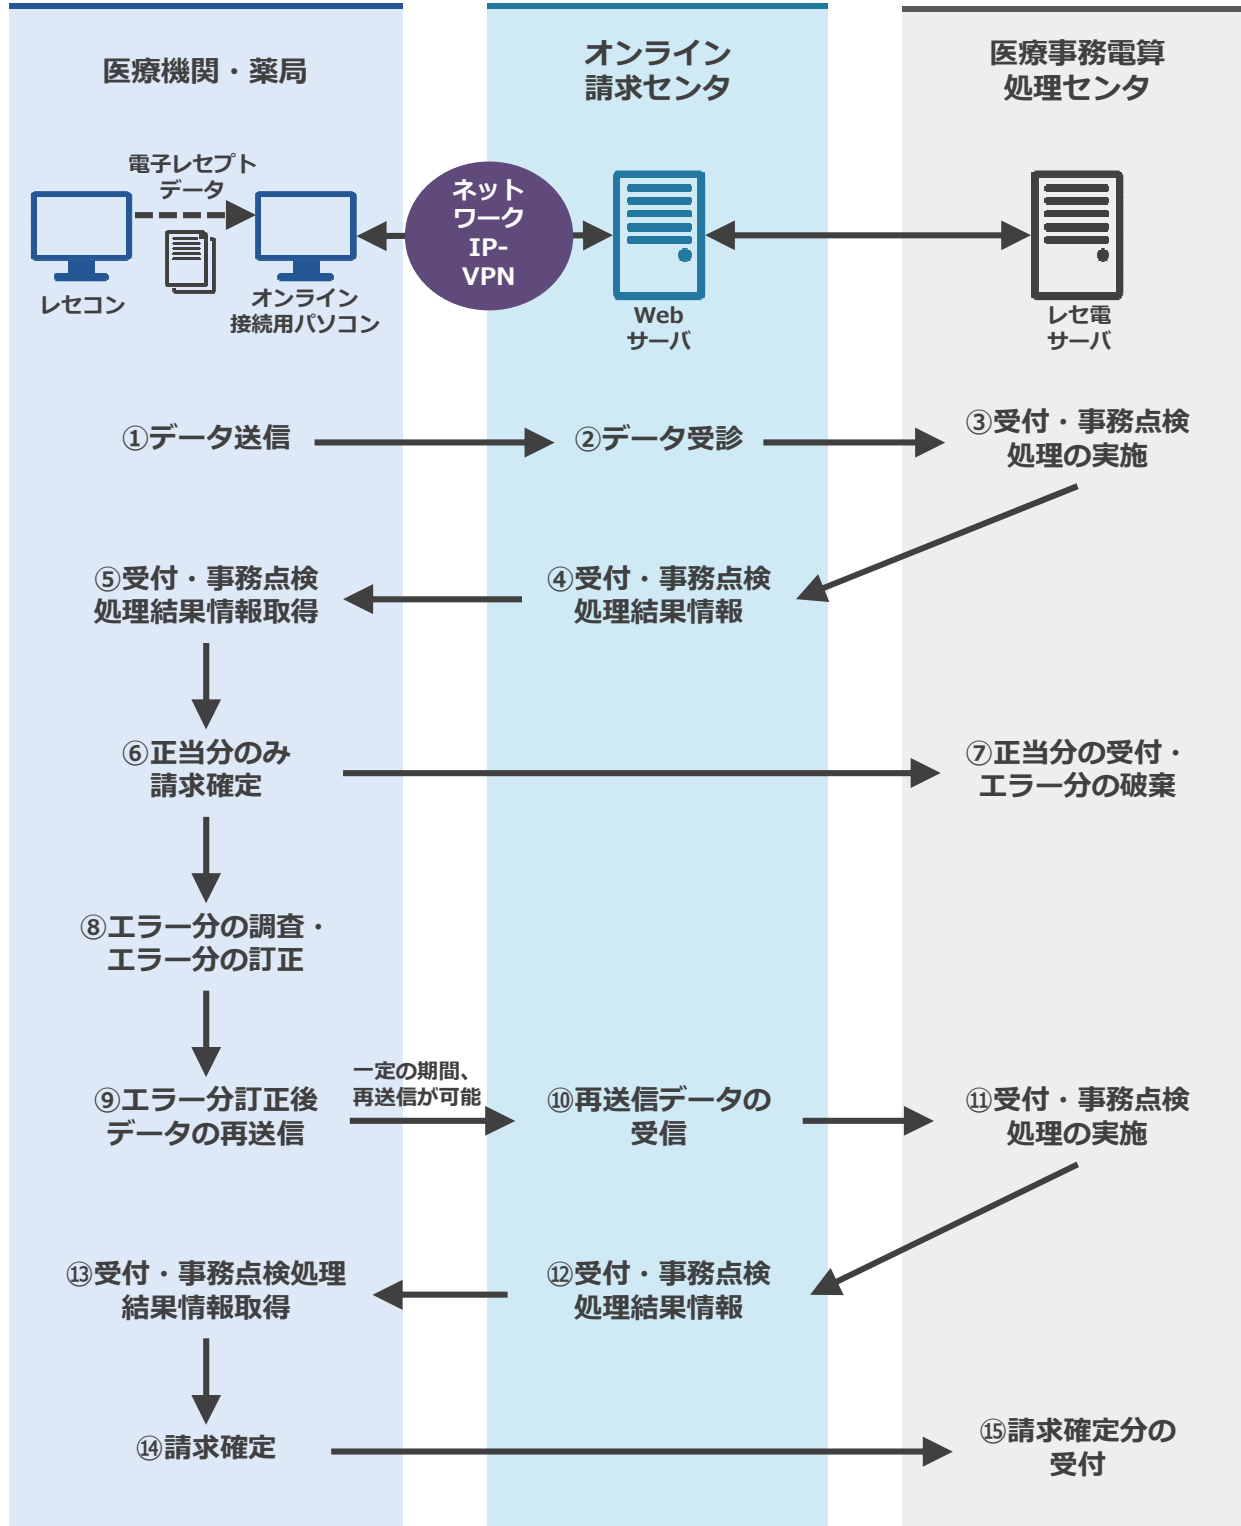 医療機関・薬局
オンライン
請求センタ
医療事務電算
処理センタ
電子レセプト
データ
レセコン
オンライン
接続用パソコン
ネット
ワーク
IP-
VPN
Web
サーバ
レセ電
サーバ
①データ送信
②データ受診
③受付・事務点検
処理の実施
④受付・事務点検
処理結果情報
⑤受付・事務点検
処理結果情報取得
⑥正当分のみ
請求確定
⑦正当分の受付・
エラー分の破棄
⑧エラー分の調査・
エラー分の訂正
⑨エラー分訂正後
データの再送信
一定の期間、
再送信が可能
⑩再送信データの
受信
⑪受付・事務点検
処理の実施
⑫受付・事務点検
処理結果情報
⑬受付・事務点検処理
結果情報取得
⑭請求確定
⑮請求確定分の
受付